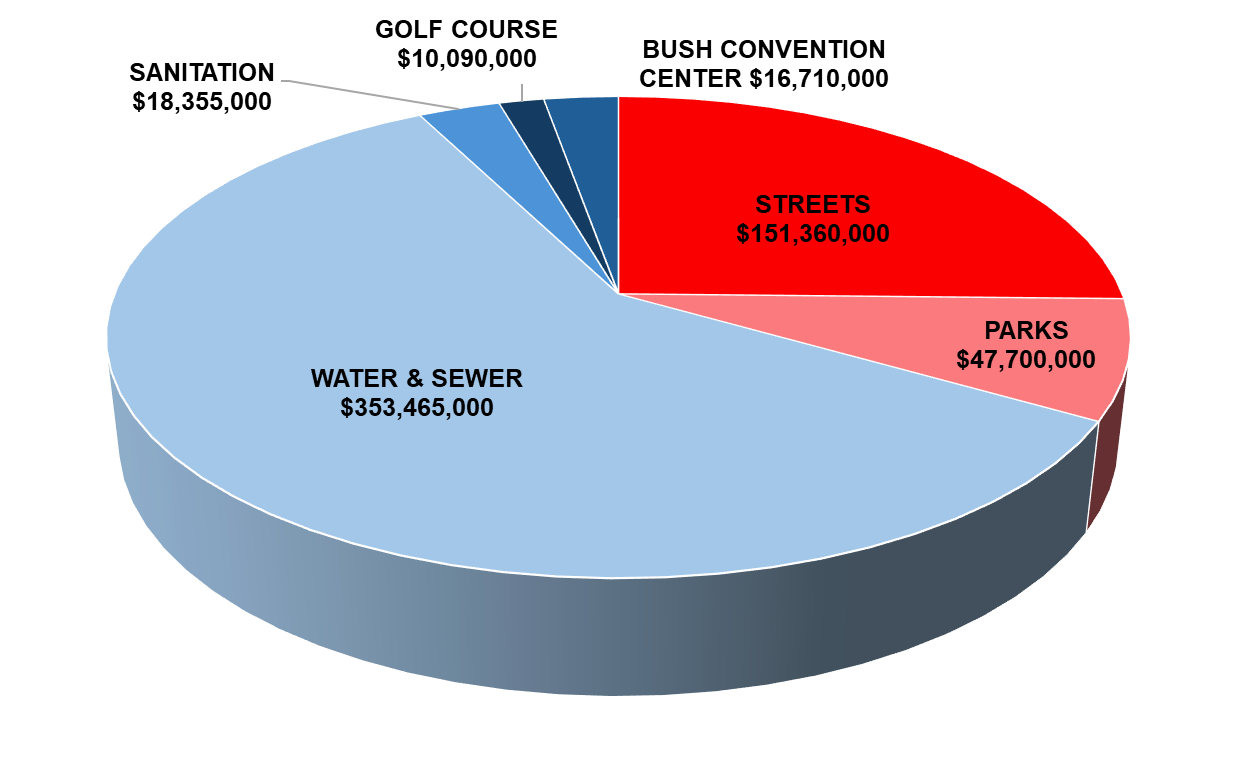 GOLF COURSE
$10,090,000
BUSH CONVENTION
CENTER $16,710,000
SANITATION
$18,355,000
STREETS
$151,360,000
PARKS
$47,700,000
WATER & SEWER
$353,465,000